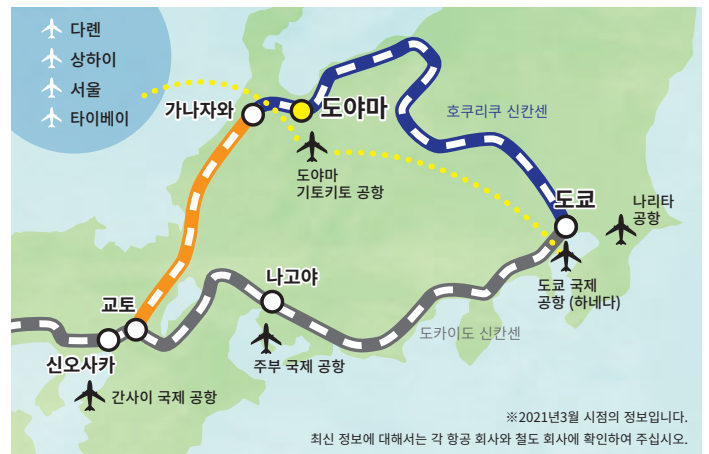 다롄
상하이
서울
타이베이
가나자와
도야마
호쿠리쿠 신칸센
도야마
기토키토 공항
도쿄
나리타
공항
도쿄 국제
공항 (하네다)
나고야
교토
도카이도 신칸센
신오사카
주부 국제 공항
간사이 국제 공항
※2021년3월 시점의 정보입니다.
최신 정보에 대해서는 각 항공 회사와 철도 회사에 확인하여 주십시오.